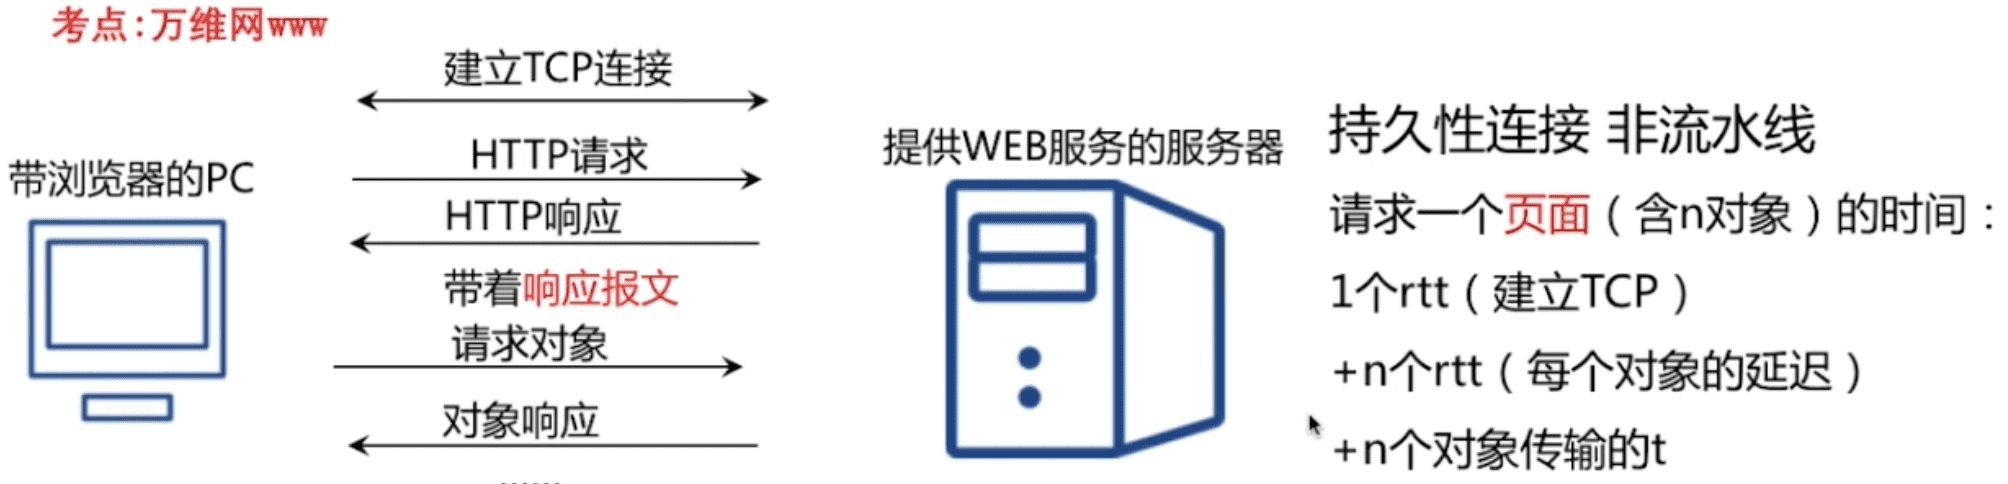 考点:万维网www
建立TCP连接
HTTP请求
HTTP响应
带着响应报文
请求对象
对象响应
......
带浏览器的PC
提供WEB服务的服务器
持久性连接 非流水线
请求一个页面（含n对象）的时间：
1个rtt（建立TCP）
+n个rtt（每个对象的延迟）
+n个对象传输的t